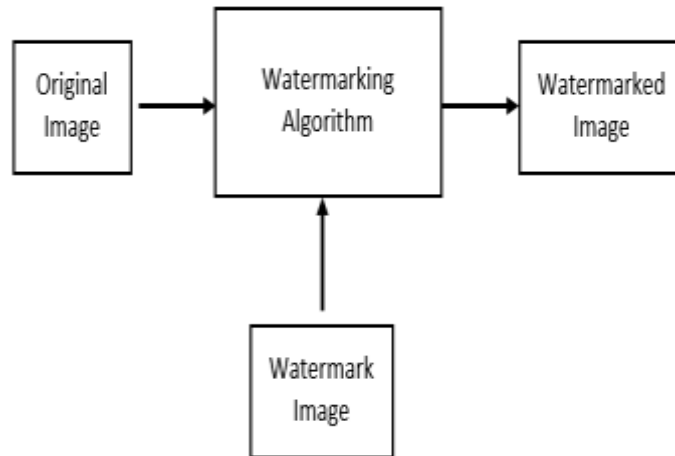 Original
Image
Watermarking
Algorithm
Watermarked
Image
Watermark
Image